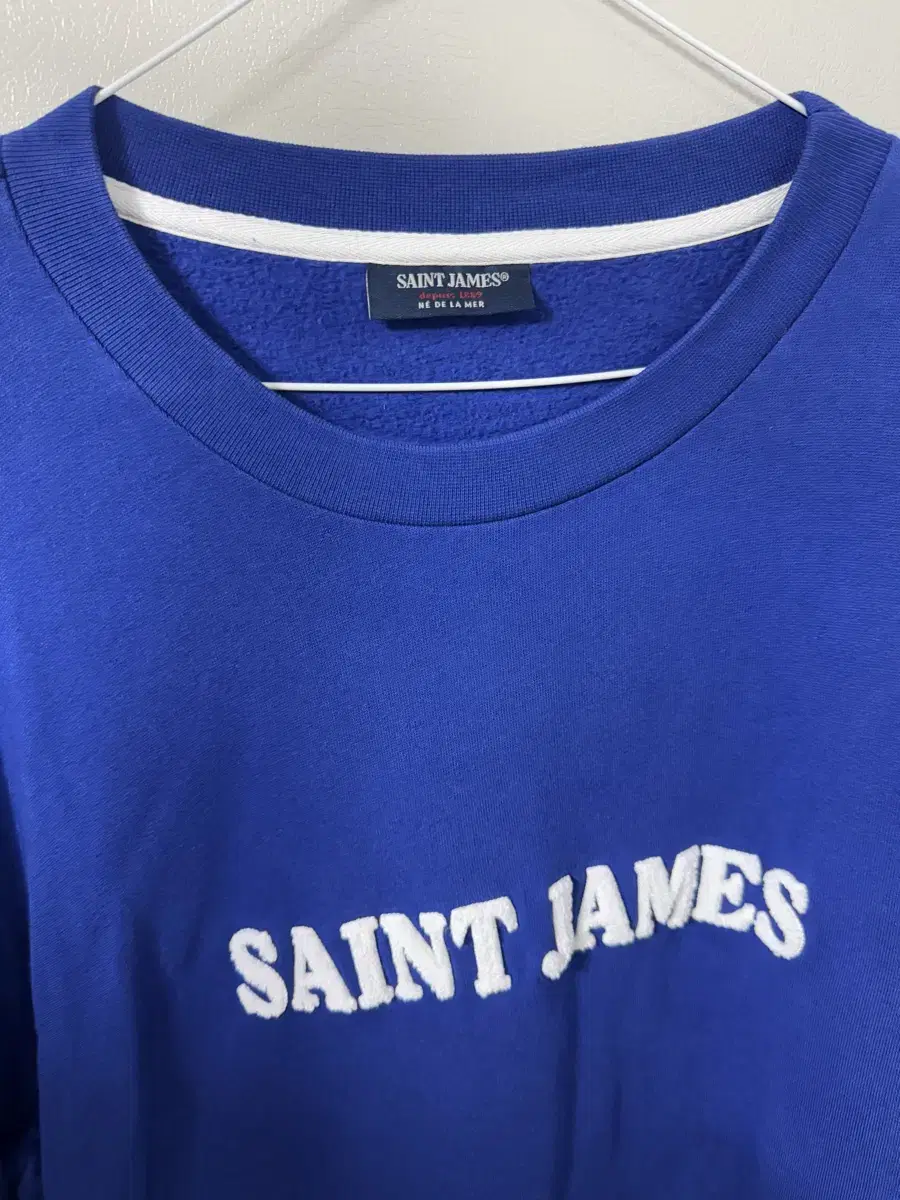 SAINT JAMES®
depuis 1889
NÉ DE LA MER
SAINT JAMES